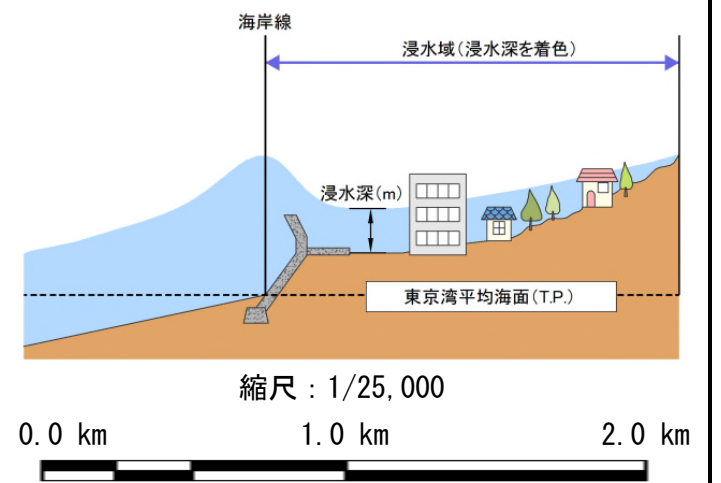 海岸線
浸水域(浸水深を着色)
浸水深(m)
東京湾平均海面(T.P.)
縮尺：1/25,000
0.0 km 1.0 km 2.0 km